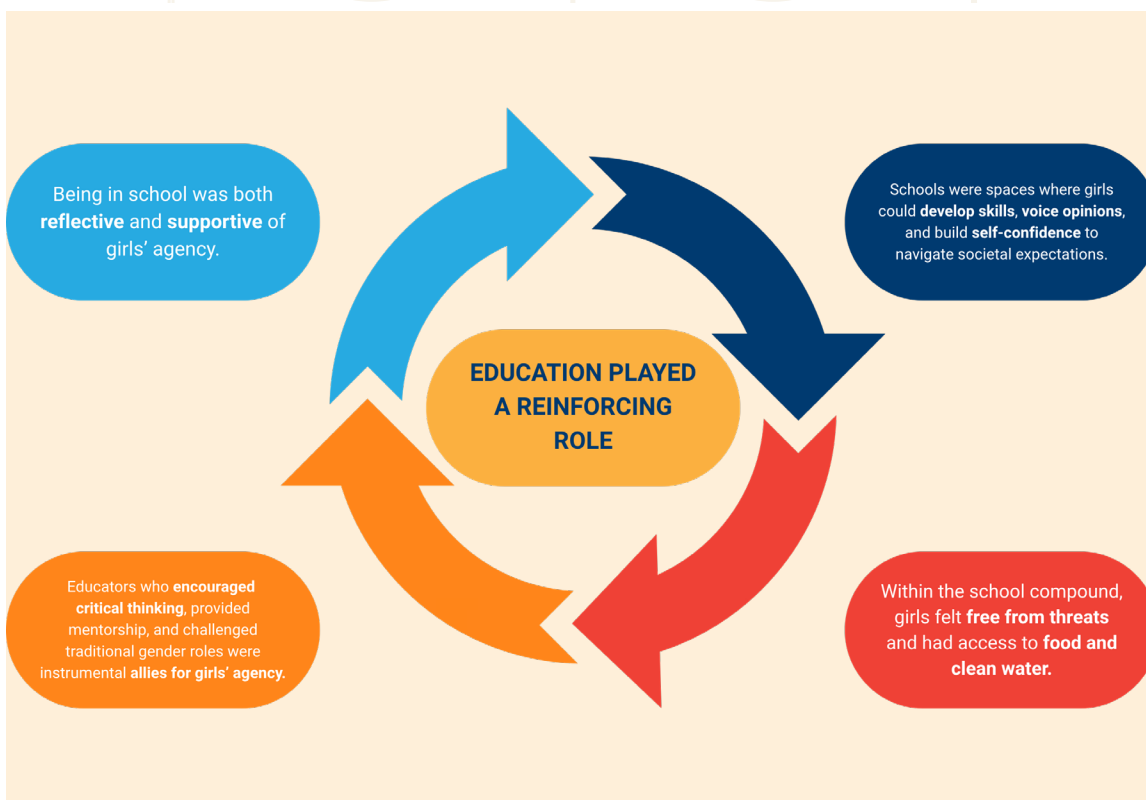 Being in school was both
reflective and supportive of
girls’ agency.
Schools were spaces where girls
could develop skills, voice opinions,
and build self-confidence to
navigate societal expectations.
EDUCATION PLAYED
A REINFORCING
ROLE
Educators who encouraged
critical thinking, provided
mentorship, and challenged
traditional gender roles were
instrumental allies for girls’ agency.
Within the school compound,
girls felt free from threats
and had access to food and
clean water.